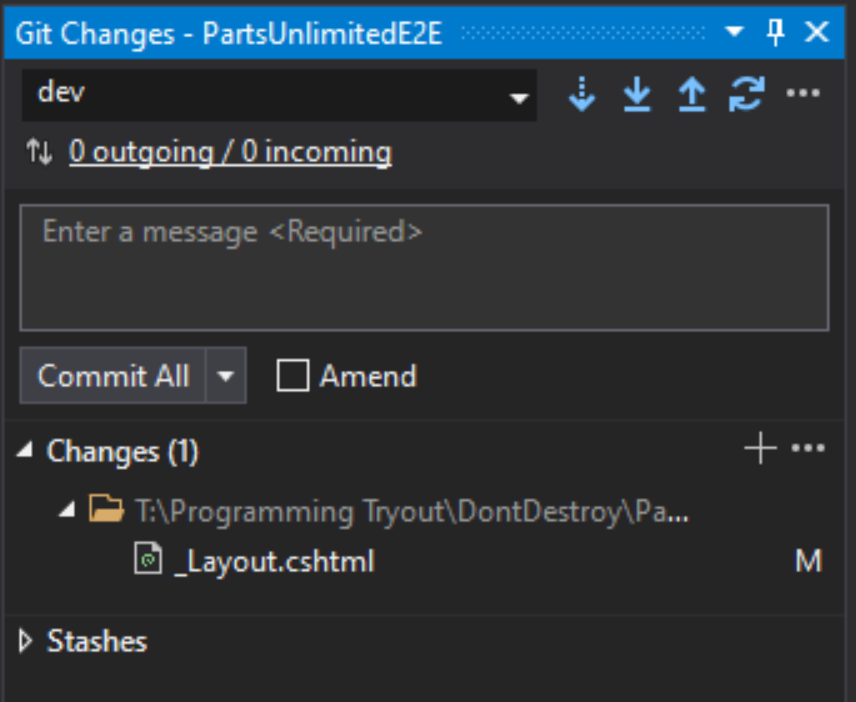 Git Changes - PartsUnlimitedE2E
dev
0 outgoing / 0 incoming
Enter a message <Required>
Commit All
Amend
Changes (1)
T:\Programming Tryout\DontDestroy\Pa...
_Layout.cshtml M
Stashes